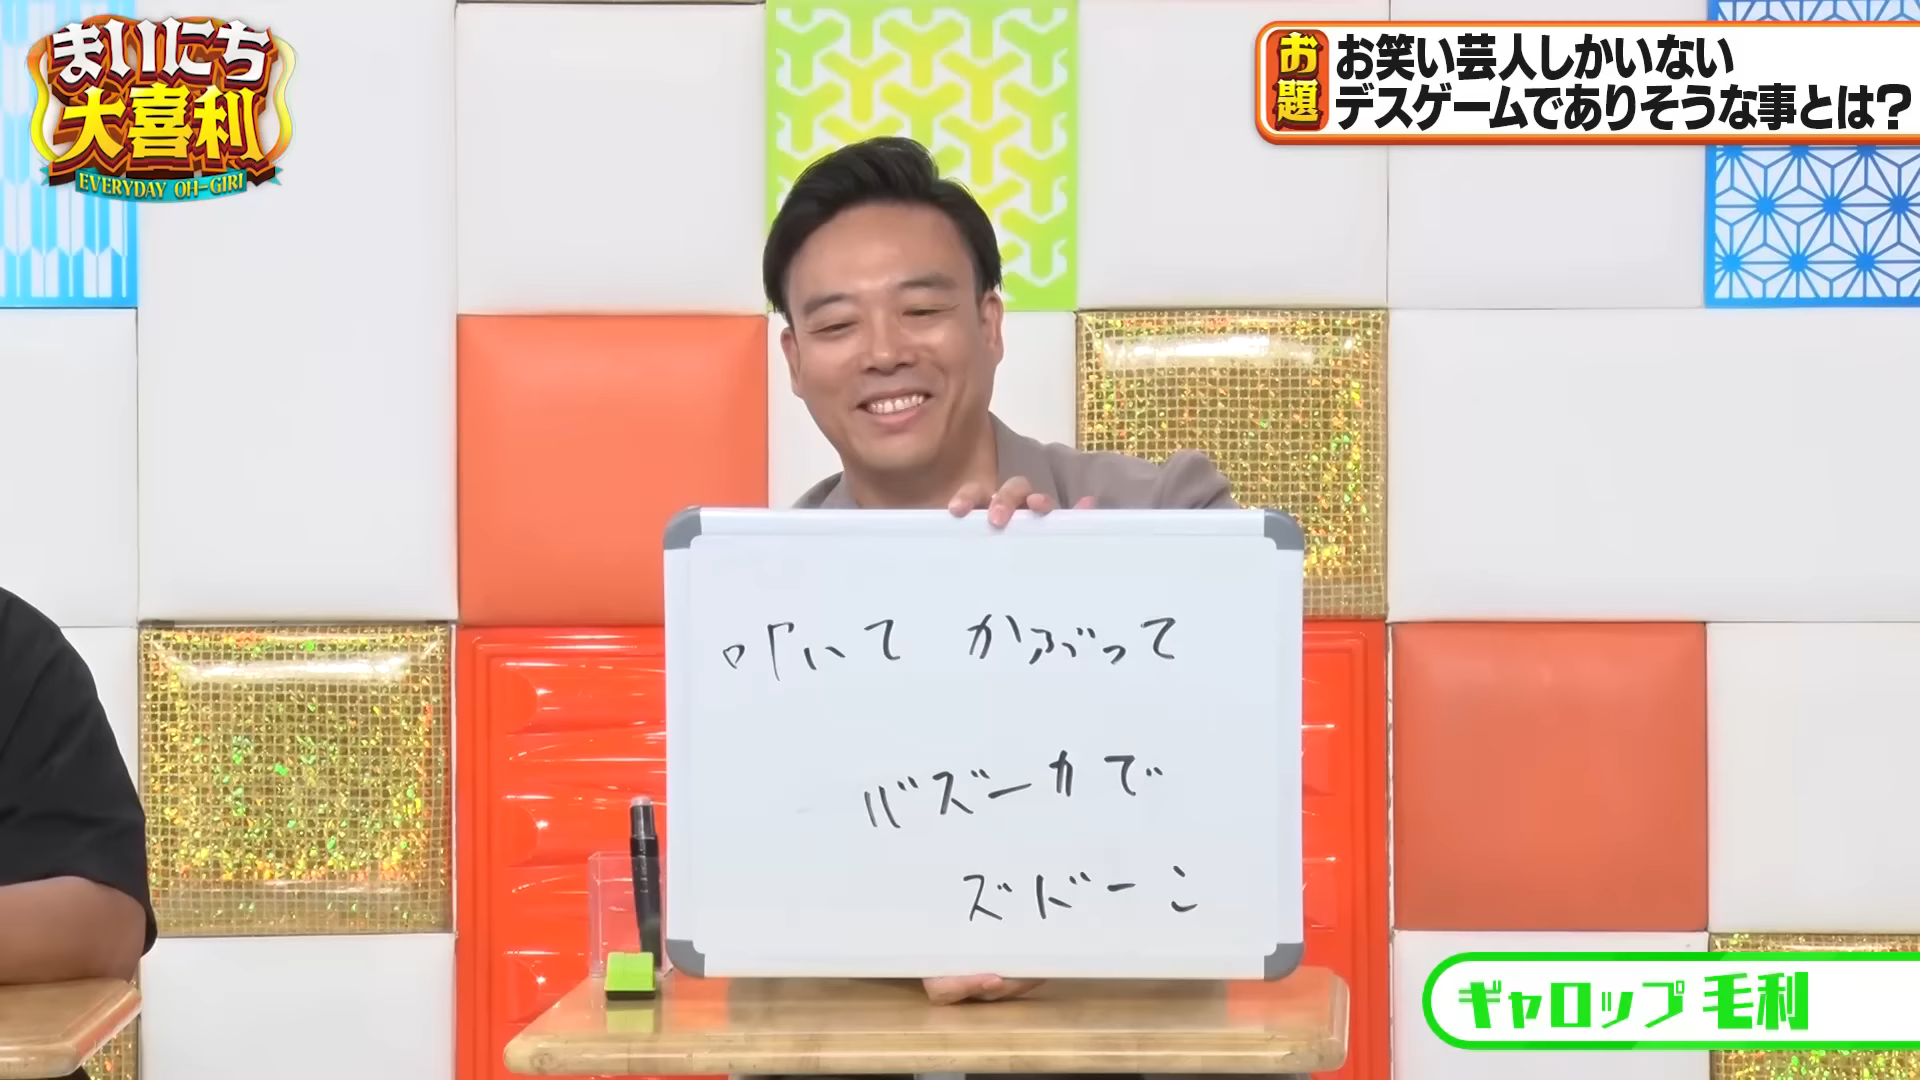 まいにち
大喜利
EVERYDAY OH-GIRI
お題
お笑い芸人しかいない
デスゲームでありそうな事とは?
叩いて かぶって
バズーカで
ズドーン
ギャロップ 毛利